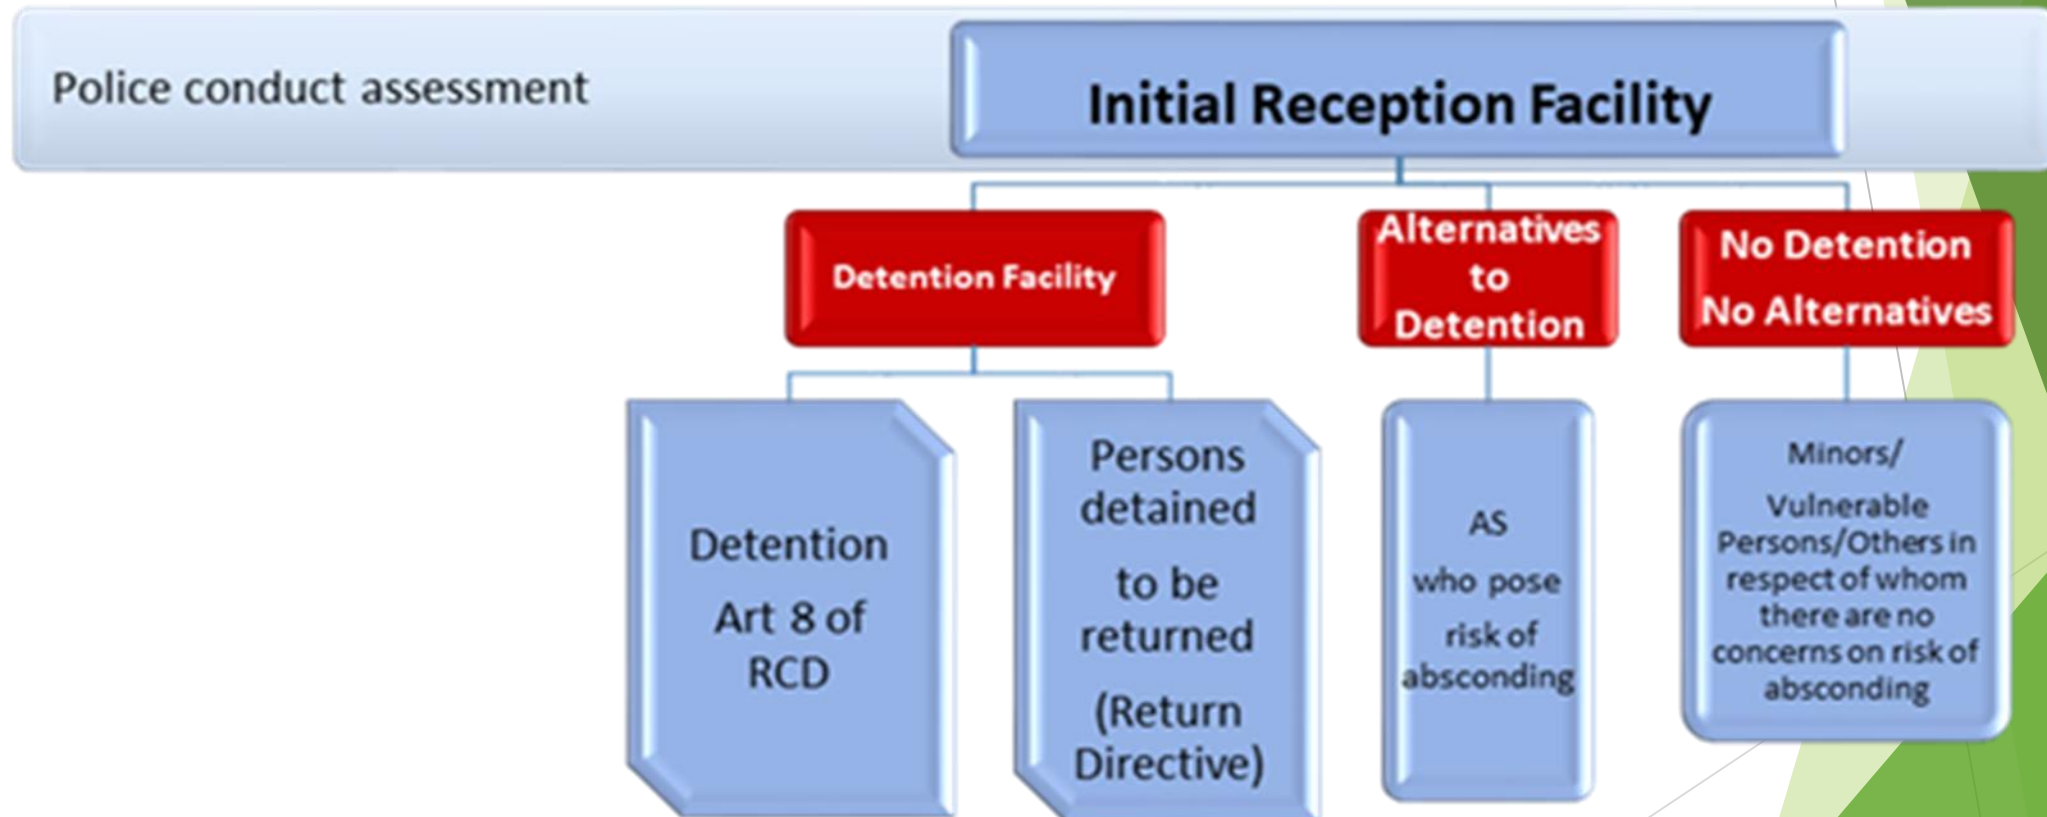 Police conduct assessment
Initial Reception Facility
Detention Facility
Alternatives
to
Detention
No Detention
No Alternatives
Detention
Art 8 of
RCD
Persons
detained
to be
returned
(Return
Directive)
AS
who pose
risk of
absconding
Minors/
Vulnerable
Persons/Others in
respect of whom
there are no
concerns on risk of
absconding